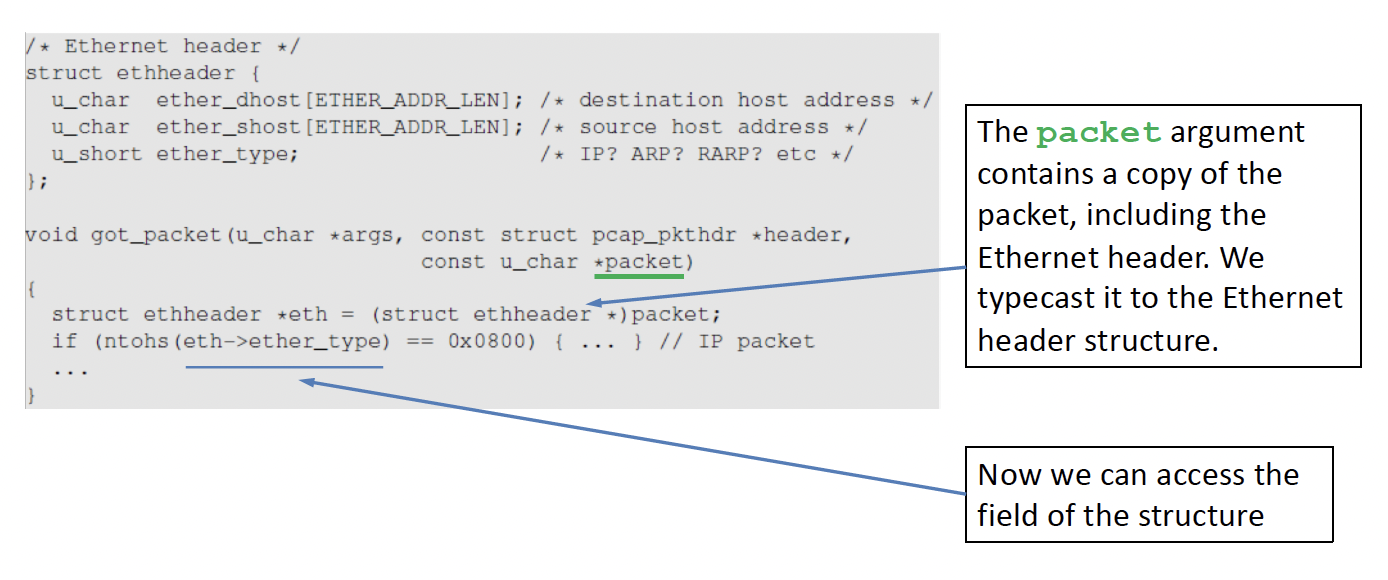 /* Ethernet header */
struct ethheader {
  u_char  ether_dhost[ETHER_ADDR_LEN]; /* destination host address */
  u_char  ether_shost[ETHER_ADDR_LEN]; /* source host address */
  u_short ether_type;                  /* IP? ARP? RARP? etc */
};

void got_packet(u_char *args, const struct pcap_pkthdr *header,
                              const u_char *packet)
{
  struct ethheader *eth = (struct ethheader *)packet;
  if (ntohs(eth->ether_type) == 0x0800) { ... } // IP packet
  ...
}
The packet argument
contains a copy of the
packet, including the
Ethernet header. We
typecast it to the Ethernet
header structure.
Now we can access the
field of the structure